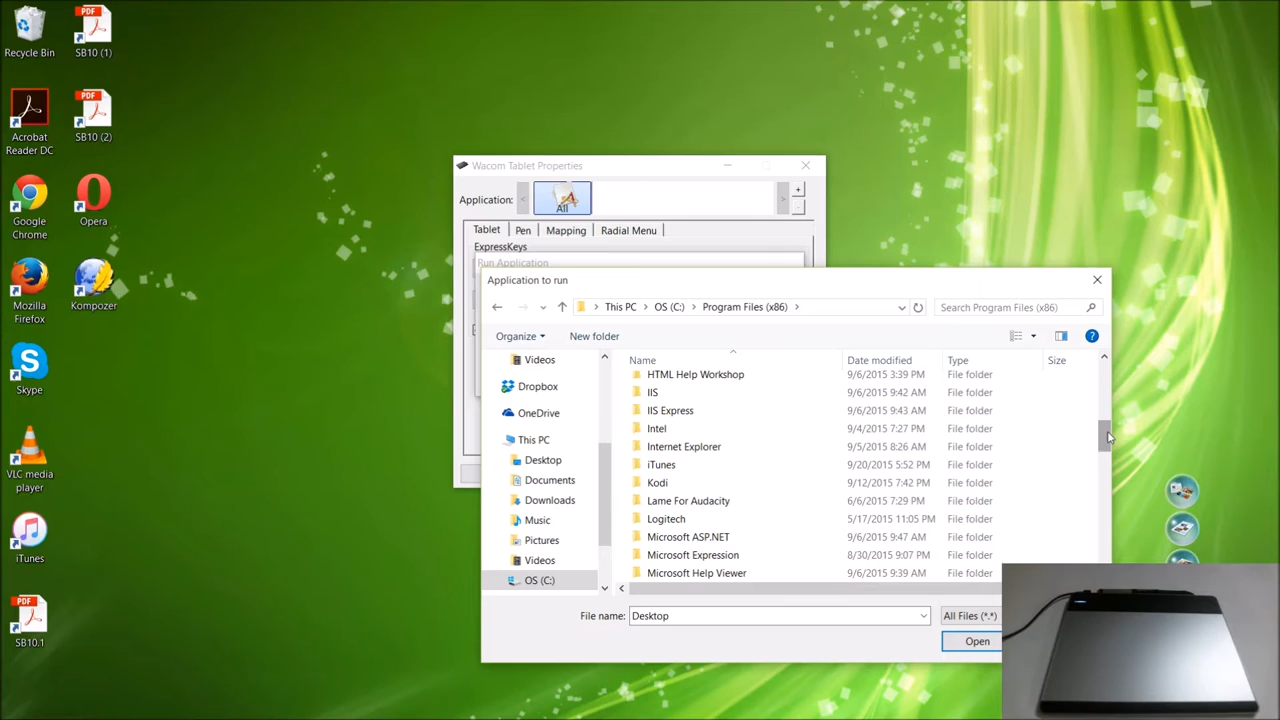 Recycle Bin
PDF
SB10 (1)
Acrobat
Reader DC
PDF
SB10 (2)
Google
Chrome
Opera
Mozilla
Firefox
Kompozer
Skype
VLC media
player
iTunes
PDF
SB10.1
Wacom Tablet Properties
Application:
<
All
>
+
-
Tablet
Pen
Mapping
Radial Menu
ExpressKeys
Run Application
Application to run
This PC > OS (C:) > Program Files (x86) >
Search Program Files (x86)
Organize
New folder
Videos
Dropbox
OneDrive
This PC
Desktop
Documents
Downloads
Music
Pictures
Videos
OS (C:)
Name Date modified Type Size
HTML Help Workshop 9/6/2015 3:39 PM File folder
IIS 9/6/2015 9:42 AM File folder
IIS Express 9/6/2015 9:43 AM File folder
Intel 9/4/2015 7:27 PM File folder
Internet Explorer 9/5/2015 8:26 AM File folder
iTunes 9/20/2015 5:52 PM File folder
Kodi 9/12/2015 7:42 PM File folder
Lame For Audacity 6/6/2015 7:29 PM File folder
Logitech 5/17/2015 11:05 PM File folder
Microsoft ASP.NET 9/6/2015 9:47 AM File folder
Microsoft Expression 8/30/2015 9:07 PM File folder
Microsoft Help Viewer 9/6/2015 9:39 AM File folder
File name: Desktop
All Files (*.*)
Open